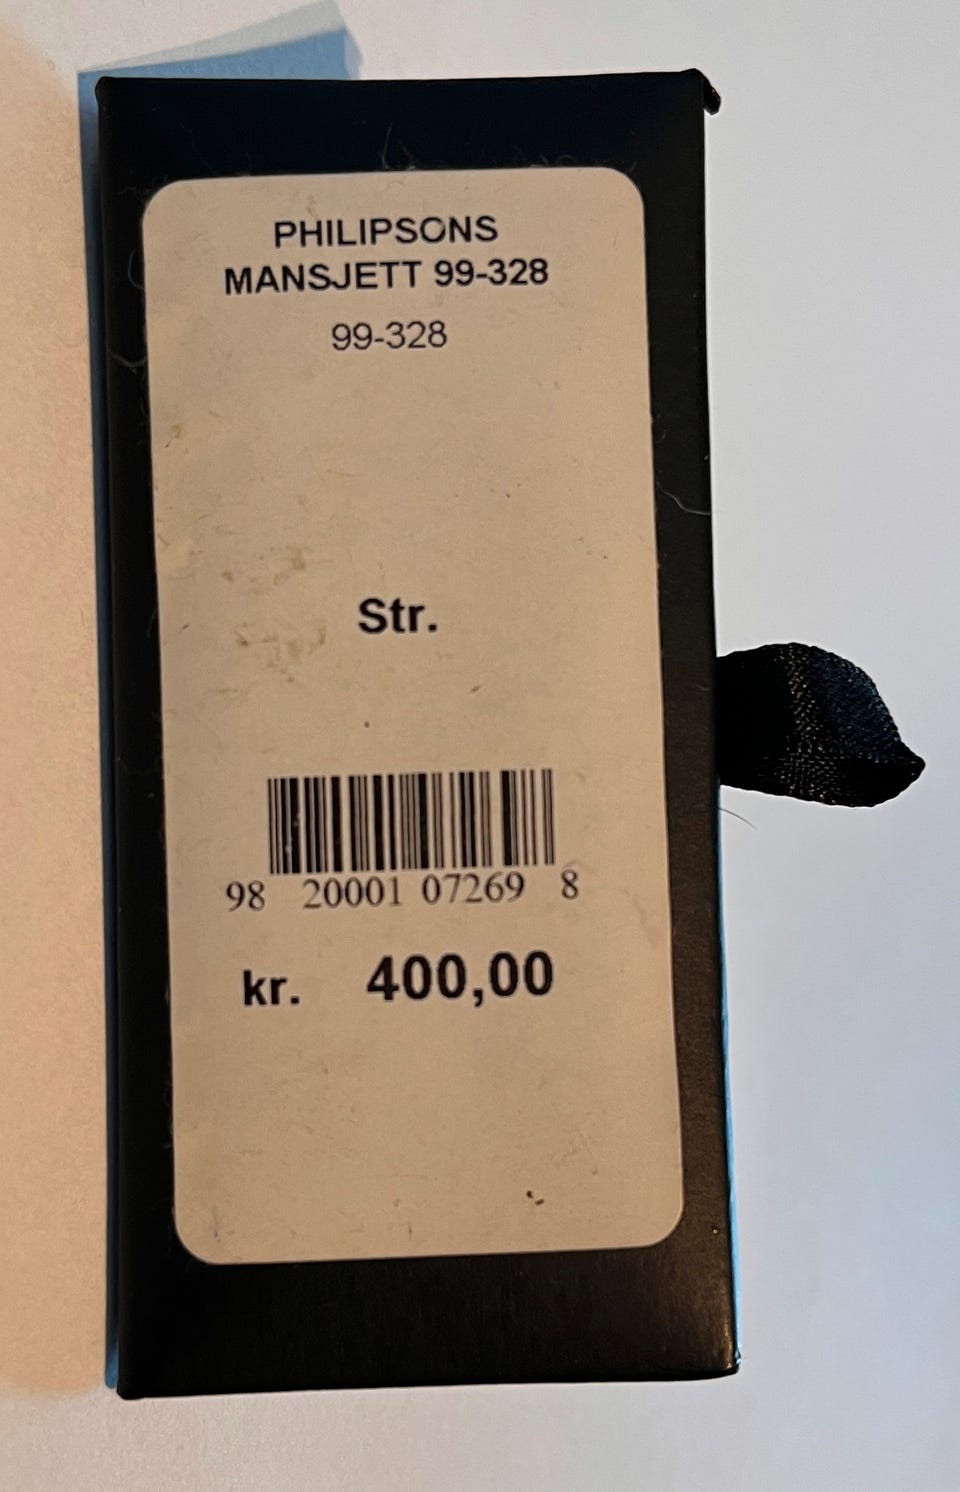 PHILIPSONS
MANSJETT 99-328
99-328
Str.
98 20001 07269 8
kr. 400,00